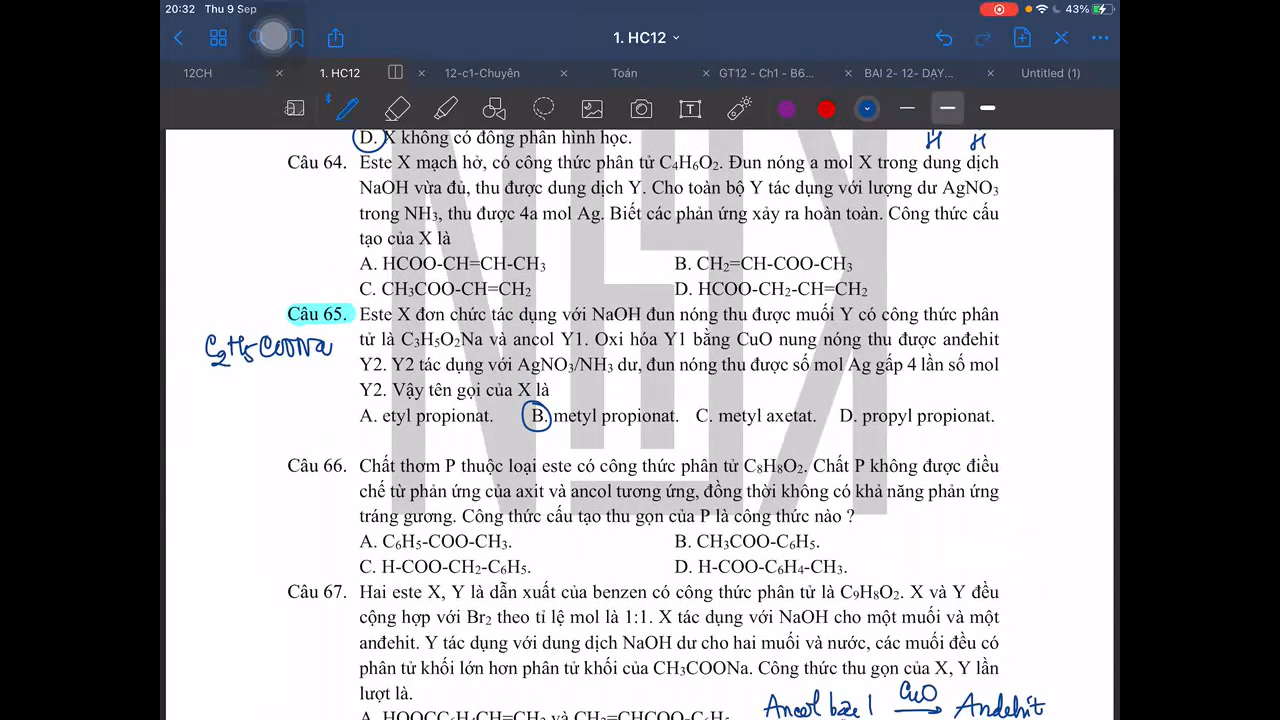 20:32 Thu 9 Sep
43%
1. HC12
12CH
1. HC12
12-c1-Chuyên
Toán
GT12 - Ch1 - B6...
BAI 2- 12- DẠY...
Untitled (1)
D. X không có đồng phân hình học.
H H
Câu 64. Este X mạch hở, có công thức phân tử C₄H₆O₂. Đun nóng a mol X trong dung dịch
NaOH vừa đủ, thu được dung dịch Y. Cho toàn bộ Y tác dụng với lượng dư AgNO₃
trong NH₃, thu được 4a mol Ag. Biết các phản ứng xảy ra hoàn toàn. Công thức cấu
tạo của X là
A. HCOO-CH=CH-CH₃ B. CH₂=CH-COO-CH₃
C. CH₃COO-CH=CH₂ D. HCOO-CH₂-CH=CH₂
Câu 65. Este X đơn chức tác dụng với NaOH đun nóng thu được muối Y có công thức phân
C₂H₅COONa
tử là C₃H₅O₂Na và ancol Y1. Oxi hóa Y1 bằng CuO nung nóng thu được anđehit
Y2. Y2 tác dụng với AgNO₃/NH₃ dư, đun nóng thu được số mol Ag gấp 4 lần số mol
Y2. Vậy tên gọi của X là
A. etyl propionat. B. metyl propionat. C. metyl axetat. D. propyl propionat.
Câu 66. Chất thơm P thuộc loại este có công thức phân tử C₈H₈O₂. Chất P không được điều
chế từ phản ứng của axit và ancol tương ứng, đồng thời không có khả năng phản ứng
tráng gương. Công thức cấu tạo thu gọn của P là công thức nào ?
A. C₆H₅-COO-CH₃. B. CH₃COO-C₆H₅.
C. H-COO-CH₂-C₆H₅. D. H-COO-C₆H₄-CH₃.
Câu 67. Hai este X, Y là dẫn xuất của benzen có công thức phân tử là C₉H₈O₂. X và Y đều
cộng hợp với Br₂ theo tỉ lệ mol là 1:1. X tác dụng với NaOH cho một muối và một
anđehit. Y tác dụng với dung dịch NaOH dư cho hai muối và nước, các muối đều có
phân tử khối lớn hơn phân tử khối của CH₃COONa. Công thức thu gọn của X, Y lần
lượt là.
Ancol bậc 1 CuO → Andehit
A. HOOCC₆H₄CH=CH₂ và CH₂=CHCOO-C₆H₅.